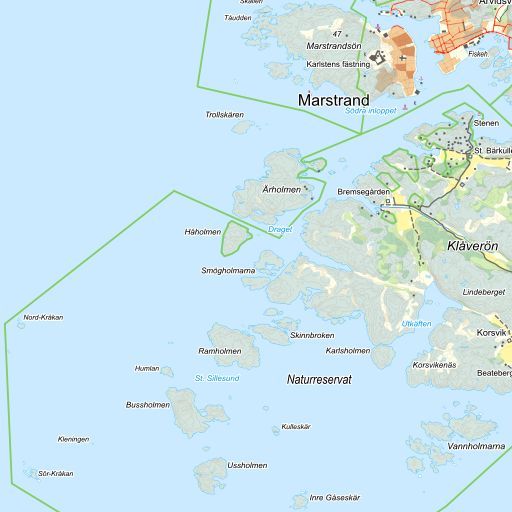 Skallen
Täudden
47
Marstrandsön
Karlstens fästning
Arvidsv
Fiskeh.
Marstrand
Södra inloppet
Trollskären
Stenen
St. Bärkulle
Årholmen
Bremsegården
Draget
Håholmen
Klåverön
Smögholmarna
Lindeberget
Nord-Kråkan
Utkäften
Skinnbroken
Korsvik
Ramholmen
Karlsholmen
Humlan
Korsvikenäs
St. Sillesund
Naturreservat
Beateberg
Bussholmen
Kulleskär
Kleningen
Vannholmarna
Ussholmen
Sör-Kråkan
Inre Gåseskär